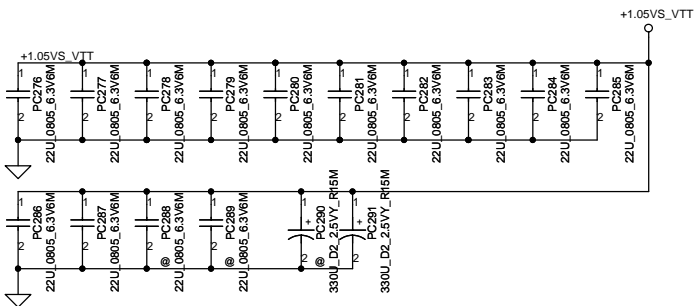 +1.05VS_VTT
+1.05VS_VTT
1
2
PC276
22U_0805_6.3V6M
1
2
PC277
22U_0805_6.3V6M
1
2
PC278
22U_0805_6.3V6M
1
2
PC279
22U_0805_6.3V6M
1
2
PC280
22U_0805_6.3V6M
1
2
PC281
22U_0805_6.3V6M
1
2
PC282
22U_0805_6.3V6M
1
2
PC283
22U_0805_6.3V6M
1
2
PC284
22U_0805_6.3V6M
1
2
PC285
22U_0805_6.3V6M
1
2
PC286
22U_0805_6.3V6M
1
2
PC287
22U_0805_6.3V6M
1
2
PC288
22U_0805_6.3V6M
@
1
2
PC289
22U_0805_6.3V6M
@
1
+
2
PC290
330U_D2_2.5VY_R15M
@
1
+
2
PC291
330U_D2_2.5VY_R15M